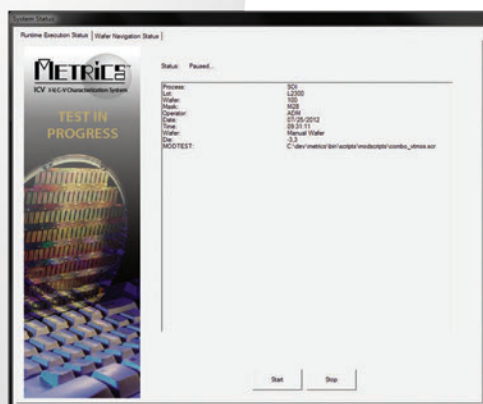 System Status
Runtime Execution Status Wafer Navigation Status
METRICS
ICV I-V/C-V Characterization System
TEST IN
PROGRESS
Status: Paused...
Process: SOI
Lot: L2300
Wafer: 100
Mask: M28
Operator: ADM
Date: 07/25/2012
Time: 09:31:11
Wafer: Manual Wafer
Die: -3,3
MODTEST: C:\dev\metrics\bin\scripts\modscripts\combo_vtmos.scr
Start Stop